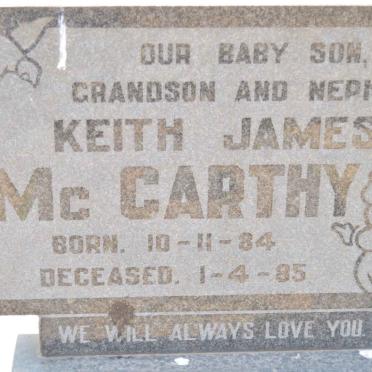 OUR BABY SON,
GRANDSON AND NEPH
KEITH JAMES
Mc CARTHY
BORN. 10-11-84
DECEASED. 1-4-85
WE WILL ALWAYS LOVE YOU